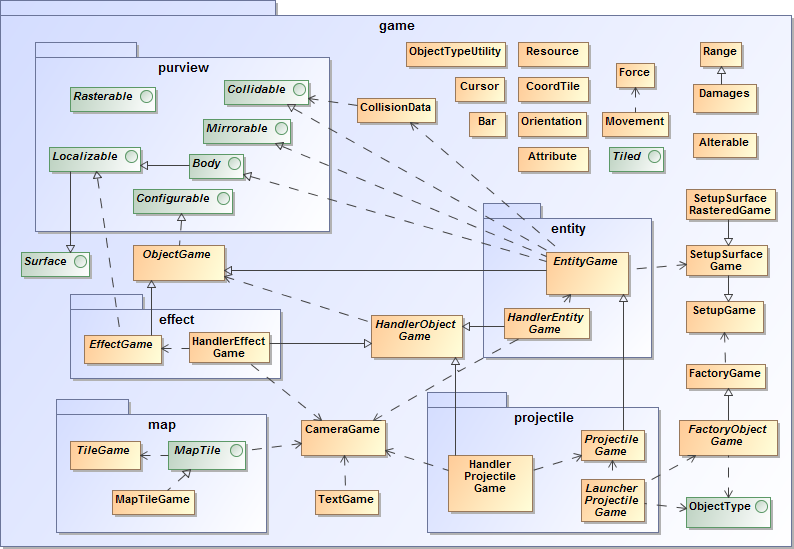 game
purview
Rasterable
Collidable
Mirrorable
Localizable
Body
Configurable
Surface
ObjectTypeUtility
Resource
Range
Force
Cursor
CoordTile
Damages
CollisionData
Bar
Orientation
Movement
Attribute
Tiled
Alterable
SetupSurface
RasteredGame
entity
ObjectGame
EntityGame
SetupSurface
Game
effect
HandlerObject
Game
HandlerEntity
Game
SetupGame
EffectGame
HandlerEffect
Game
FactoryGame
map
CameraGame
projectile
TileGame
MapTile
Projectile
Game
FactoryObject
Game
Handler
Projectile
Game
MapTileGame
TextGame
Launcher
Projectile
Game
ObjectType